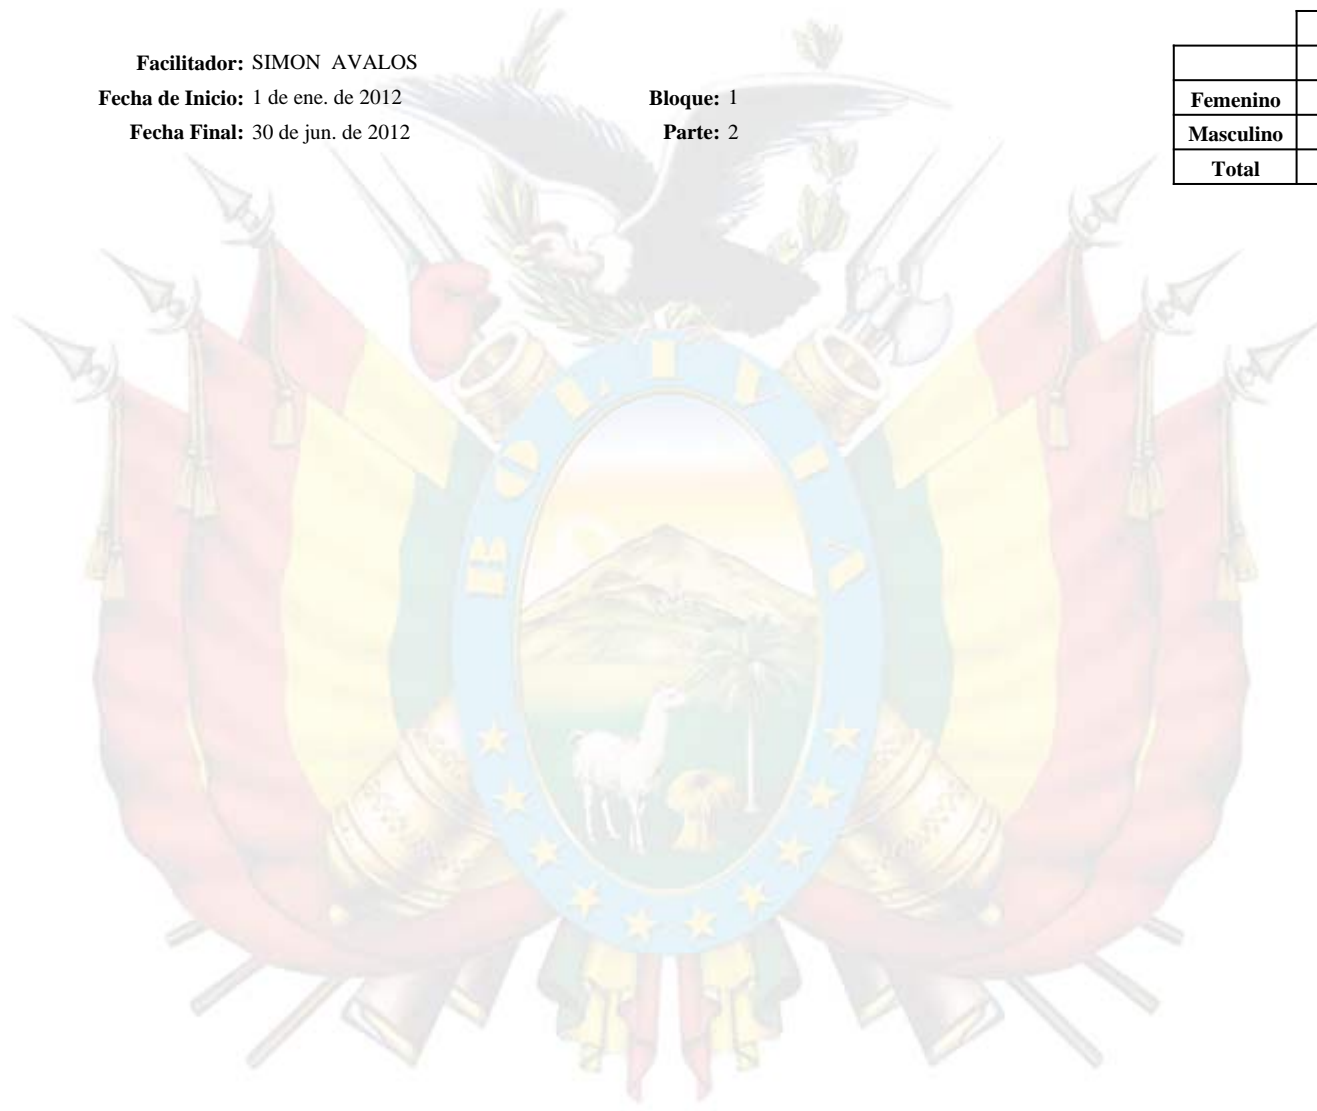 Facilitador: SIMON AVALOS
Fecha de Inicio: 1 de ene. de 2012 Bloque: 1
Fecha Final: 30 de jun. de 2012 Parte: 2
Femenino
Masculino
Total
BOLIVIA